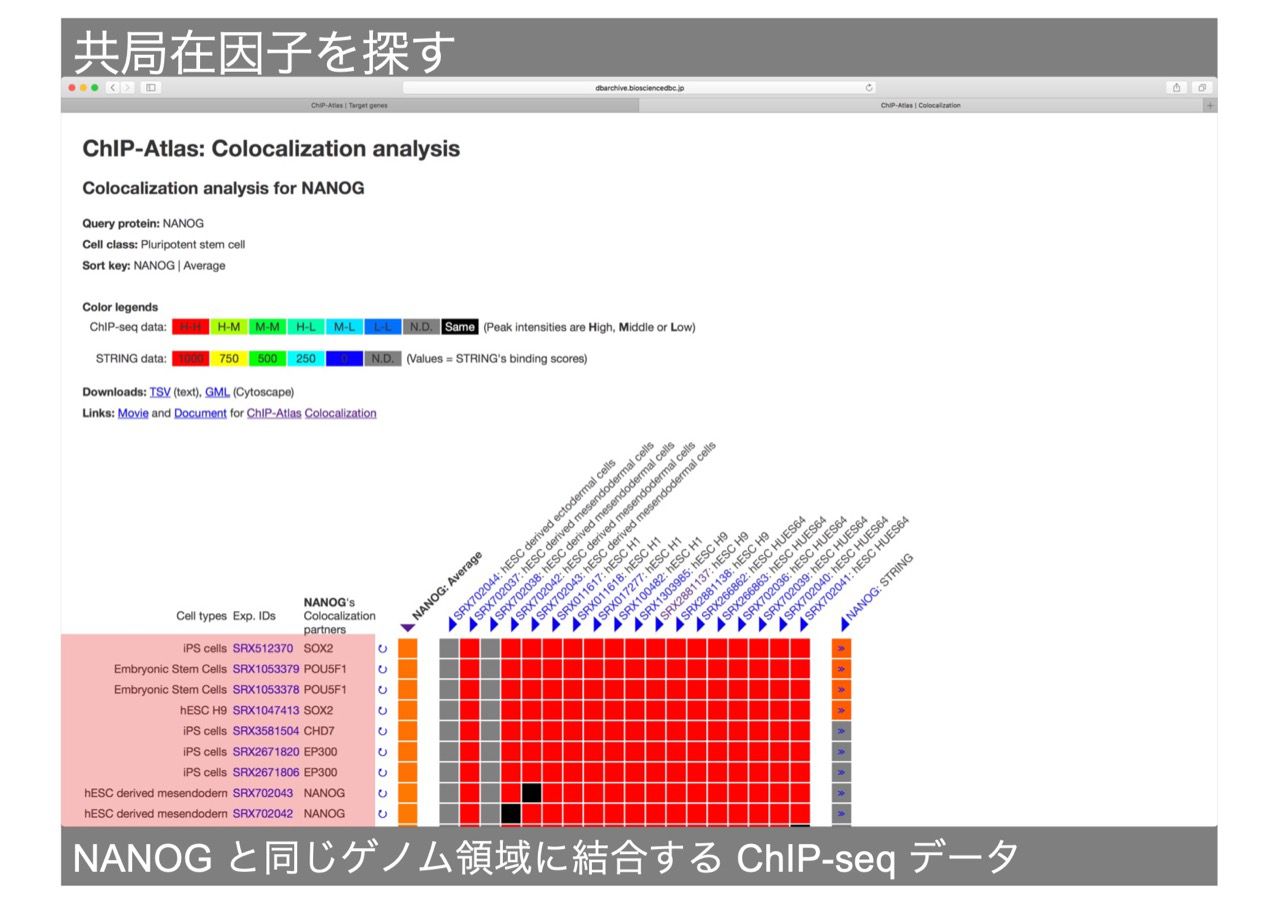 共局在因子を探す
dbarchive.biosciencedbc.jp
ChIP-Atlas | Target genes
ChIP-Atlas | Colocalization
ChIP-Atlas: Colocalization analysis
Colocalization analysis for NANOG
Query protein: NANOG
Cell class: Pluripotent stem cell
Sort key: NANOG | Average
Color legends
ChIP-seq data: H-H H-M M-M H-L M-L L-L N.D. Same (Peak intensities are High, Middle or Low)
STRING data: 1000 750 500 250 0 N.D. (Values = STRING's binding scores)
Downloads: TSV (text), GML (Cytoscape)
Links: Movie and Document for ChIP-Atlas Colocalization
NANOG: Average
SRX702044: hESC derived ectodermal cells
SRX702037: hESC derived mesendodermal cells
SRX702038: hESC derived mesendodermal cells
SRX702042: hESC derived mesendodermal cells
SRX702043: hESC derived mesendodermal cells
SRX011617: hESC H1
SRX011618: hESC H1
SRX017277: hESC H1
SRX100482: hESC H1
SRX1303985: hESC H9
SRX2881137: hESC H9
SRX2881138: hESC H9
SRX266862: hESC HUES64
SRX266863: hESC HUES64
SRX702036: hESC HUES64
SRX702039: hESC HUES64
SRX702040: hESC HUES64
SRX702041: hESC HUES64
NANOG: STRING
Cell types Exp. IDs NANOG's
Colocalization
partners
iPS cells SRX512370 SOX2
Embryonic Stem Cells SRX1053379 POU5F1
Embryonic Stem Cells SRX1053378 POU5F1
hESC H9 SRX1047413 SOX2
iPS cells SRX3581504 CHD7
iPS cells SRX2671820 EP300
iPS cells SRX2671806 EP300
hESC derived mesendodern SRX702043 NANOG
hESC derived mesendodern SRX702042 NANOG
NANOG と同じゲノム領域に結合する ChIP-seq データ